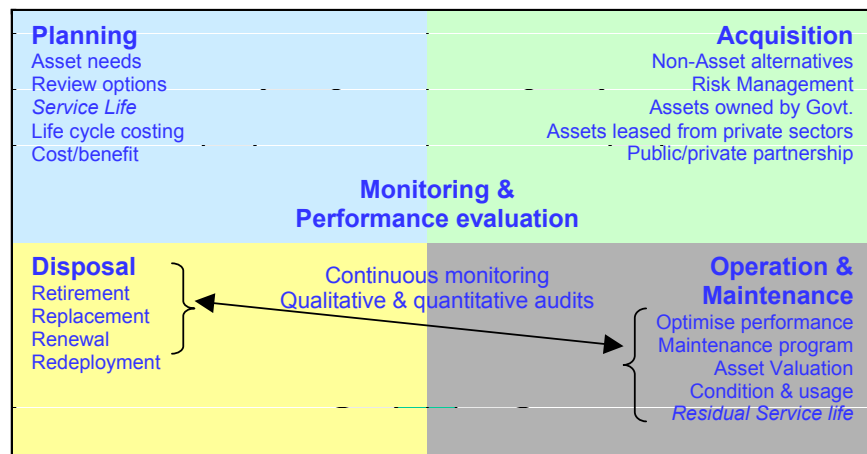 Planning
Asset needs
Review options
Service Life
Life cycle costing
Cost/benefit
Acquisition
Non-Asset alternatives
Risk Management
Assets owned by Govt.
Assets leased from private sectors
Public/private partnership
Monitoring &
Performance evaluation
Disposal
Retirement
Replacement
Renewal
Redeployment
Continuous monitoring
Qualitative & quantitative audits
Operation &
Maintenance
Optimise performance
Maintenance program
Asset Valuation
Condition & usage
Residual Service life